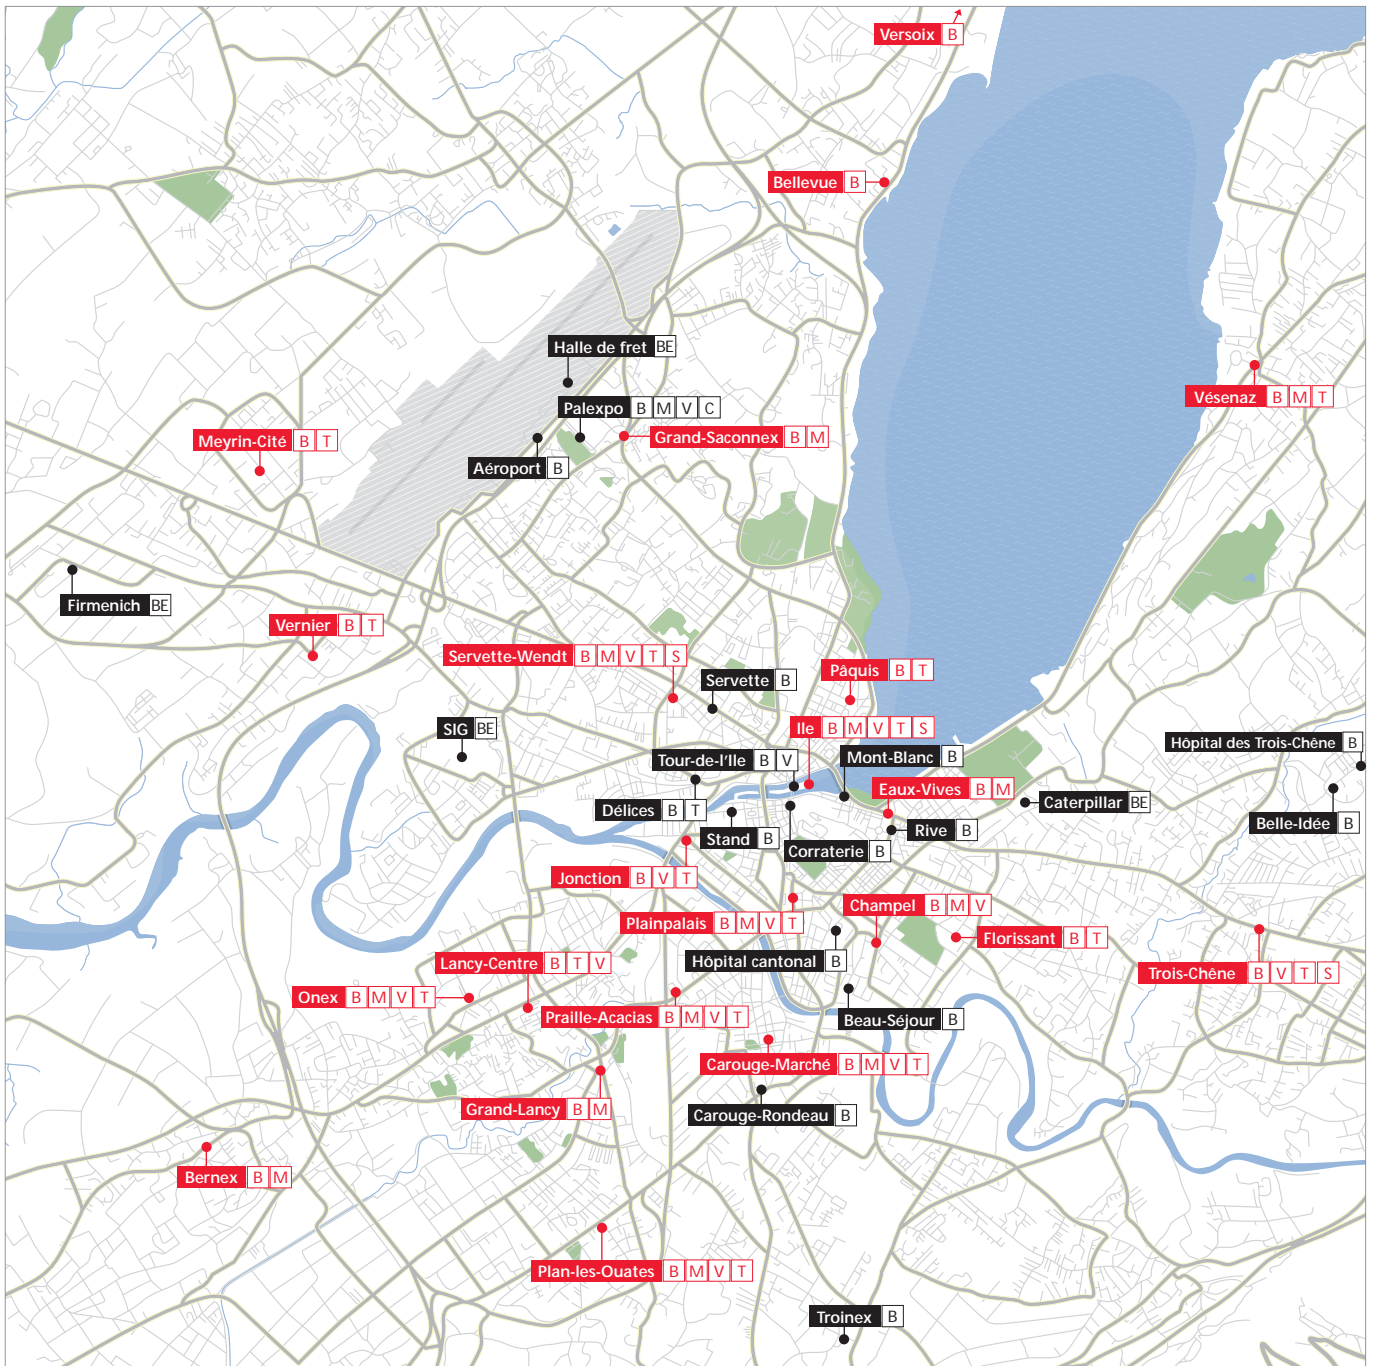 Versoix B
Bellevue B
Halle de fret BE
Vésenaz B M T
Palexpo B M V C
Meyrin-Cité B T
Grand-Saconnex B M
Aéroport B
Firmenich BE
Vernier B T
Servette-Wendt B M V T S
Pâquis B T
Servette B
SIG BE
Ile B M V T S
Hôpital des Trois-Chêne B
Tour-de-l'Ile B V
Mont-Blanc B
Eaux-Vives B M
Caterpillar BE
Délices B T
Belle-Idée B
Rive B
Stand B
Corraterie B
Jonction B V T
Champel B M V
Plainpalais B M V T
Florissant B T
Hôpital cantonal B
Lancy-Centre B T V
Trois-Chêne B V T S
Onex B M V T
Praille-Acacias B M V T
Beau-Séjour B
Carouge-Marché B M V T
Grand-Lancy B M
Carouge-Rondeau B
Bernex B M
Plan-les-Ouates B M V T
Troinex B